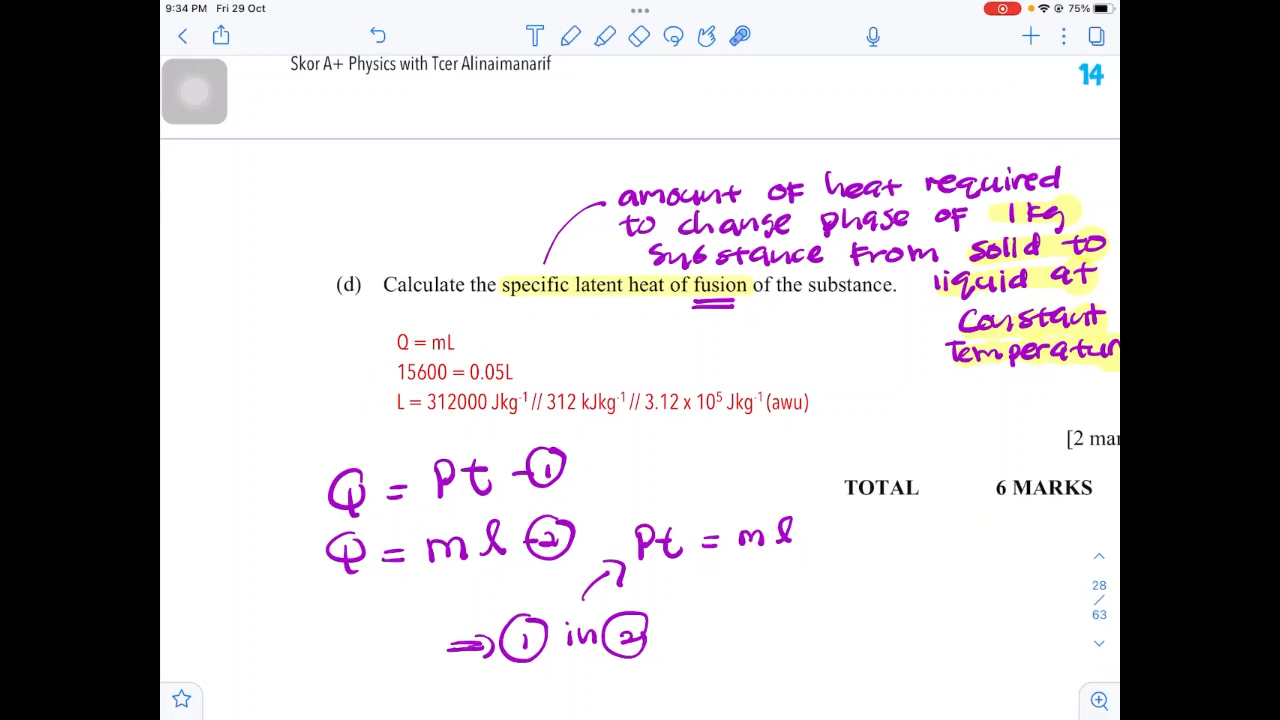 9:34 PM Fri 29 Oct
75%
Skor A+ Physics with Tcer Alinaimanarif
14
amount of heat required
to change phase of 1 kg
substance from solid to
liquid at
constant
temperatur
(d) Calculate the specific latent heat of fusion of the substance.
Q = mL
15600 = 0.05L
L = 312000 Jkg⁻¹ // 312 kJkg⁻¹ // 3.12 x 10⁵ Jkg⁻¹ (awu)
[2 mar
TOTAL 6 MARKS
Q = Pt - ①
Q = ml - ②
Pt = ml
⇒ ① in ②
28
/
63